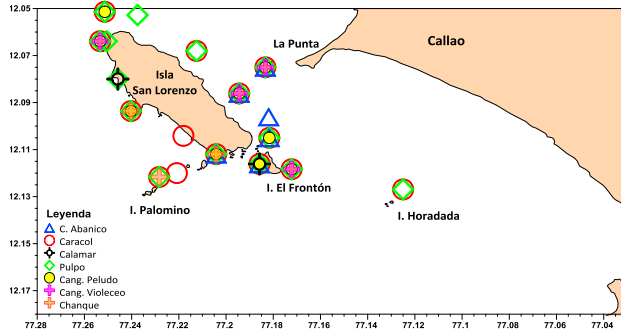 12.05
12.07
12.09
12.11
12.13
12.15
12.17
La Punta
Callao
Isla
San Lorenzo
I. El Frontón
I. Palomino
I. Horadada
Leyenda
C. Abanico
Caracol
Calamar
Pulpo
Cang. Peludo
Cang. Violeceo
Chanque
77.28 77.26 77.24 77.22 77.2 77.18 77.16 77.14 77.12 77.1 77.08 77.06 77.04